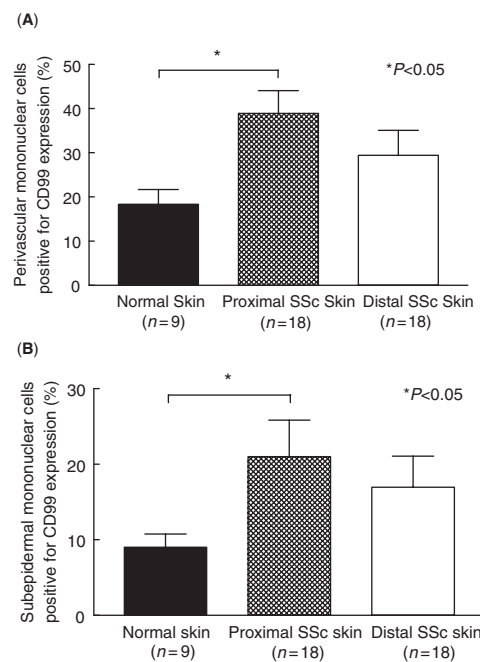 (A)
*
*P<0.05
Perivascular mononuclear cells
positive for CD99 expression (%)
50
40
30
20
10
0
Normal Skin Proximal SSc Skin Distal SSc Skin
(n=9) (n=18) (n=18)
(B)
*
*P<0.05
Subepidermal mononuclear cells
positive for CD99 expression (%)
30
20
10
0
Normal skin Proximal SSc skin Distal SSc skin
(n=9) (n=18) (n=18)